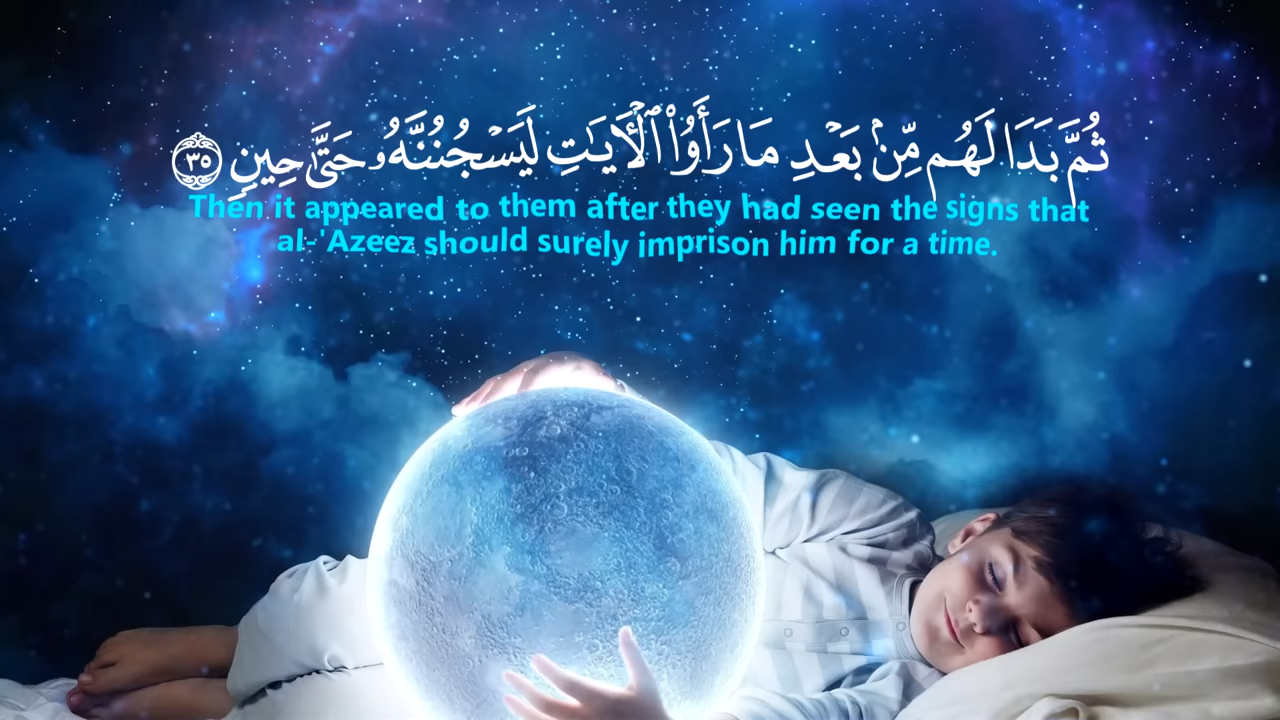 ثُمَّ بَدَا لَهُم مِّنۢ بَعْدِ مَا رَأَوُا۟ ٱلْـَٔايَـٰتِ لَيَسْجُنُنَّهُۥ حَتَّىٰ حِينٍ ٣٥
Then it appeared to them after they had seen the signs that
al-'Azeez should surely imprison him for a time.